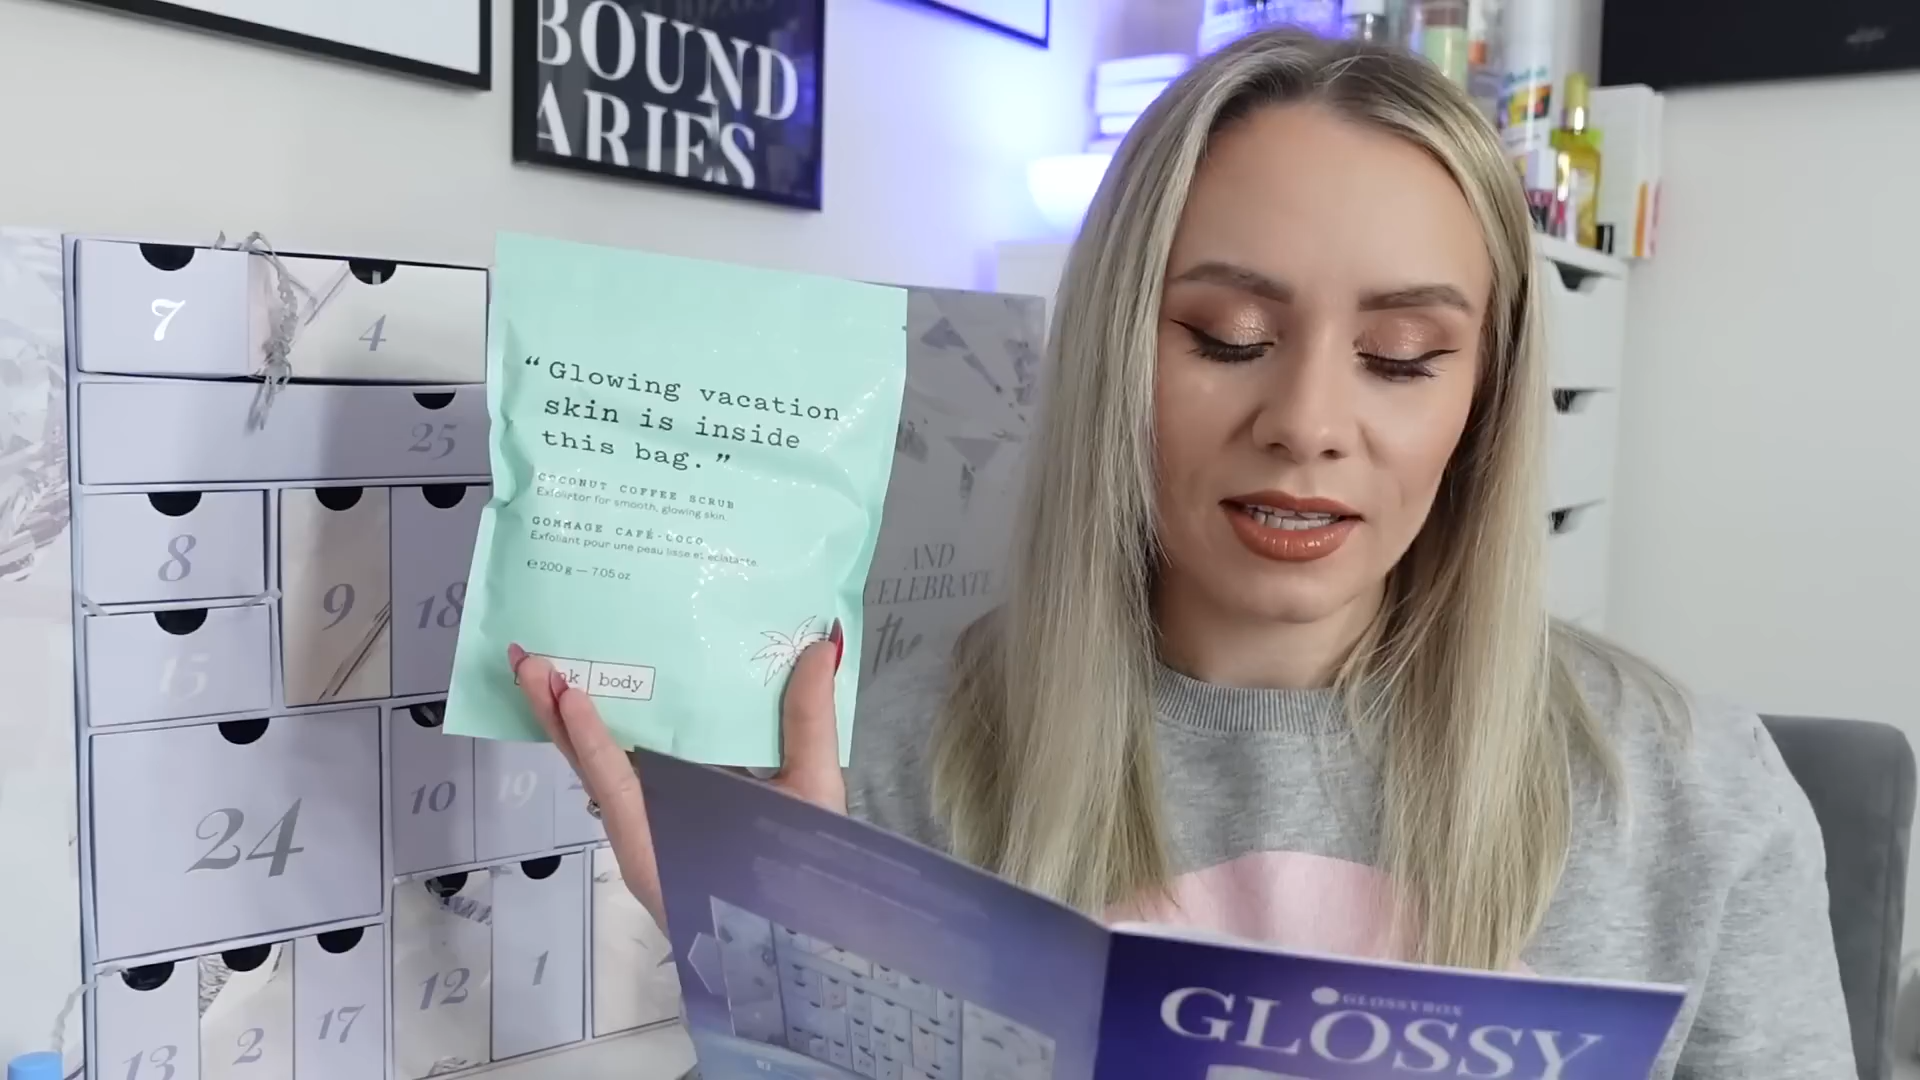 BOUND
ARIES
7
4
25
8
9
18
15
24
10
19
12
1
13
2
17
“Glowing vacation
skin is inside
this bag.”
COCONUT COFFEE SCRUB
Exfoliator for smooth, glowing skin.
GOMMAGE CAFÉ-COCO
Exfoliant pour une peau lisse et éclatante.
℮ 200 g — 7.05 oz
body
AND
CELEBRATE
the
GLOSSYBOX
GLOSSY